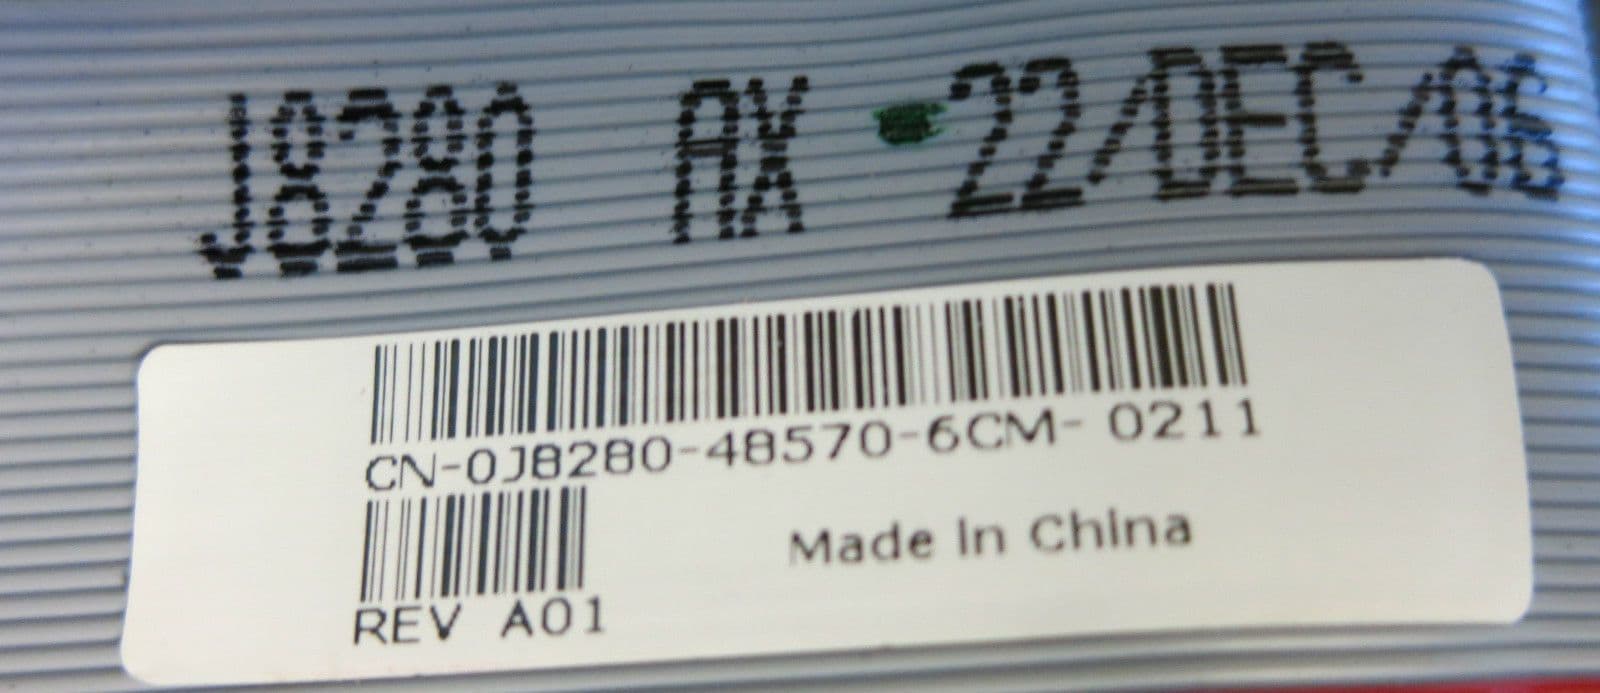 J8280 AX 22/DEC/06
CN-0J8280-48570-6CM- 0211
Made in China
REV A01